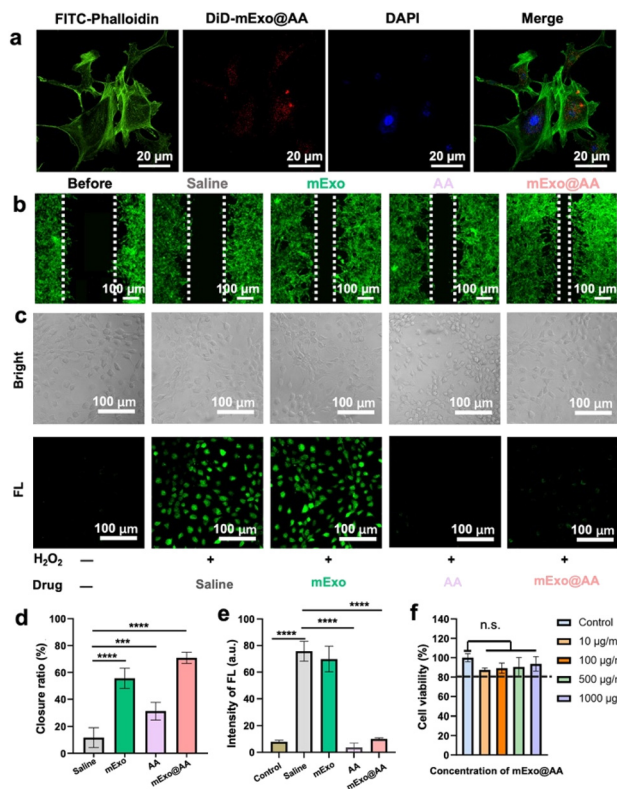 FITC-Phalloidin DiD-mExo@AA DAPI Merge
a
20 μm 20 μm 20 μm 20 μm
Before Saline mExo AA mExo@AA
b
100 μm 100 μm 100 μm 100 μm 100 μm
c
Bright
100 μm 100 μm 100 μm 100 μm 100 μm
FL
100 μm 100 μm 100 μm 100 μm 100 μm
H₂O₂ — + + + +
Drug — Saline mExo AA mExo@AA
d
Closure ratio (%)
100
80
60
40
20
0
****
***
****
Saline mExo AA mExo@AA
e
Intensity of FL (a.u.)
100
80
60
40
20
0
****
****
****
Control Saline mExo AA mExo@AA
f
Cell viability (%)
150
120
90
60
30
0
n.s.
Control
10 μg/m
100 μg/r
500 μg/r
1000 μg
Concentration of mExo@AA